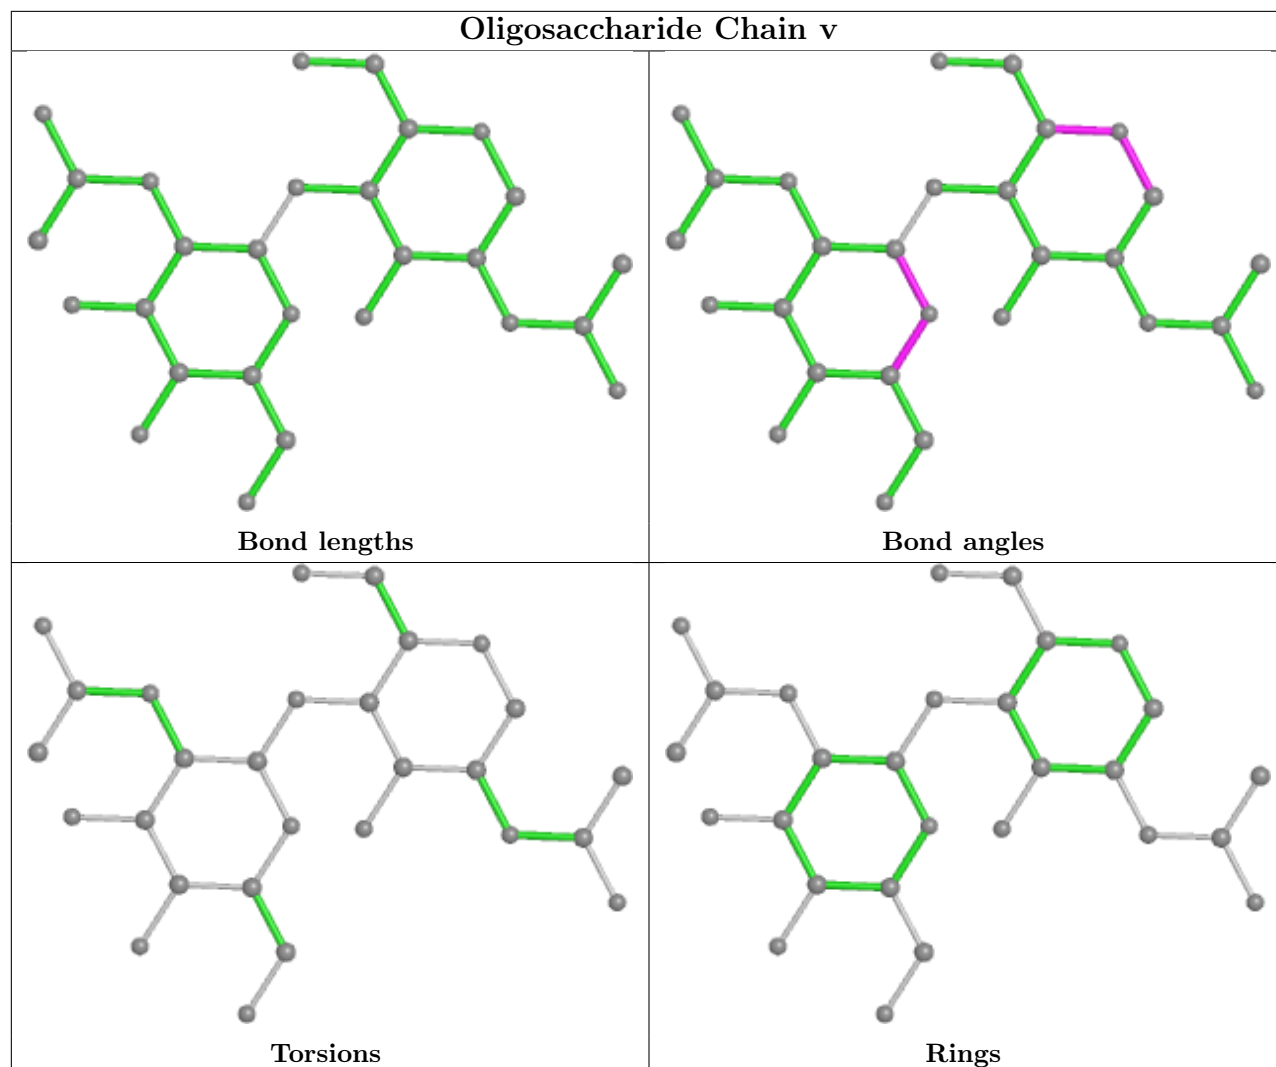 Oligosaccharide Chain v
Bond lengths
Bond angles
Torsions
Rings